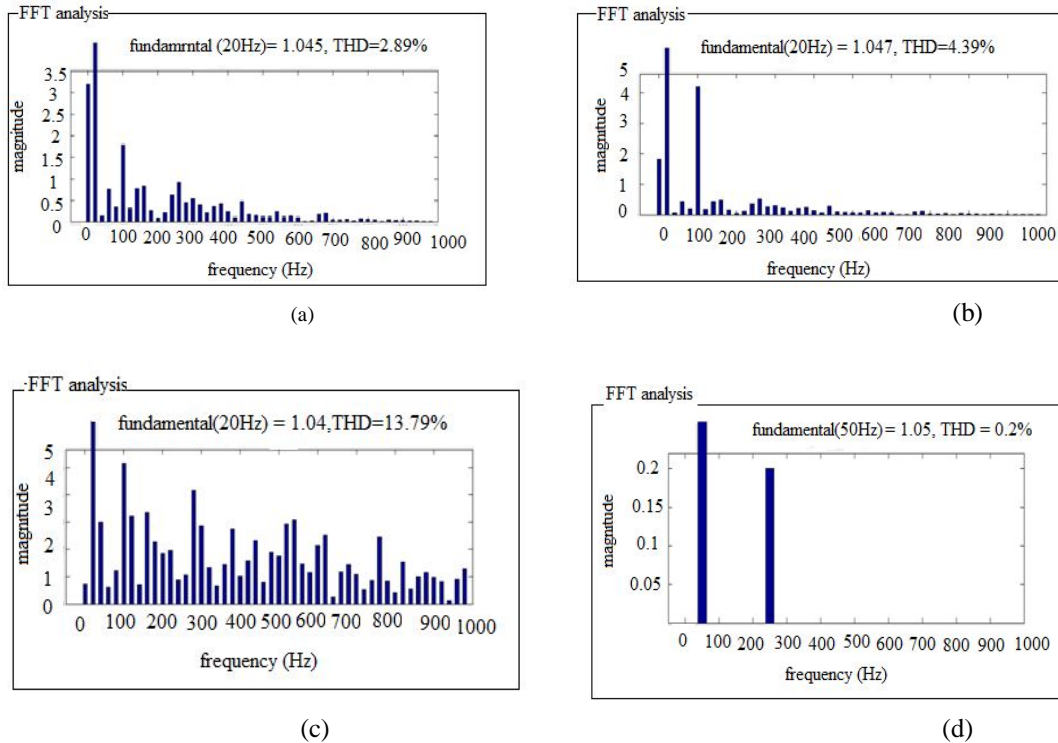 FFT analysis
fundamrntal (20Hz)= 1.045, THD=2.89%
3.5
3
2.5
2
1.5
1
0.5
0
magnitude
0 100 200 300 400 500 600 700 800 900 1000
frequency (Hz)
(a)
FFT analysis
fundamental(20Hz) = 1.047, THD=4.39%
5
4
3
2
1
0
magnitude
0 100 200 300 400 500 600 700 800 900 1000
frequency (Hz)
(b)
FFT analysis
fundamental(20Hz) = 1.04,THD=13.79%
5
4
3
2
1
0
magnitude
0 100 200 300 400 500 600 700 800 900 1000
frequency (Hz)
(c)
FFT analysis
fundamental(50Hz)= 1.05, THD = 0.2%
0.2
0.15
0.1
0.05
magnitude
0 100 200 300 400 500 600 700 800 900 1000
frequency (Hz)
(d)